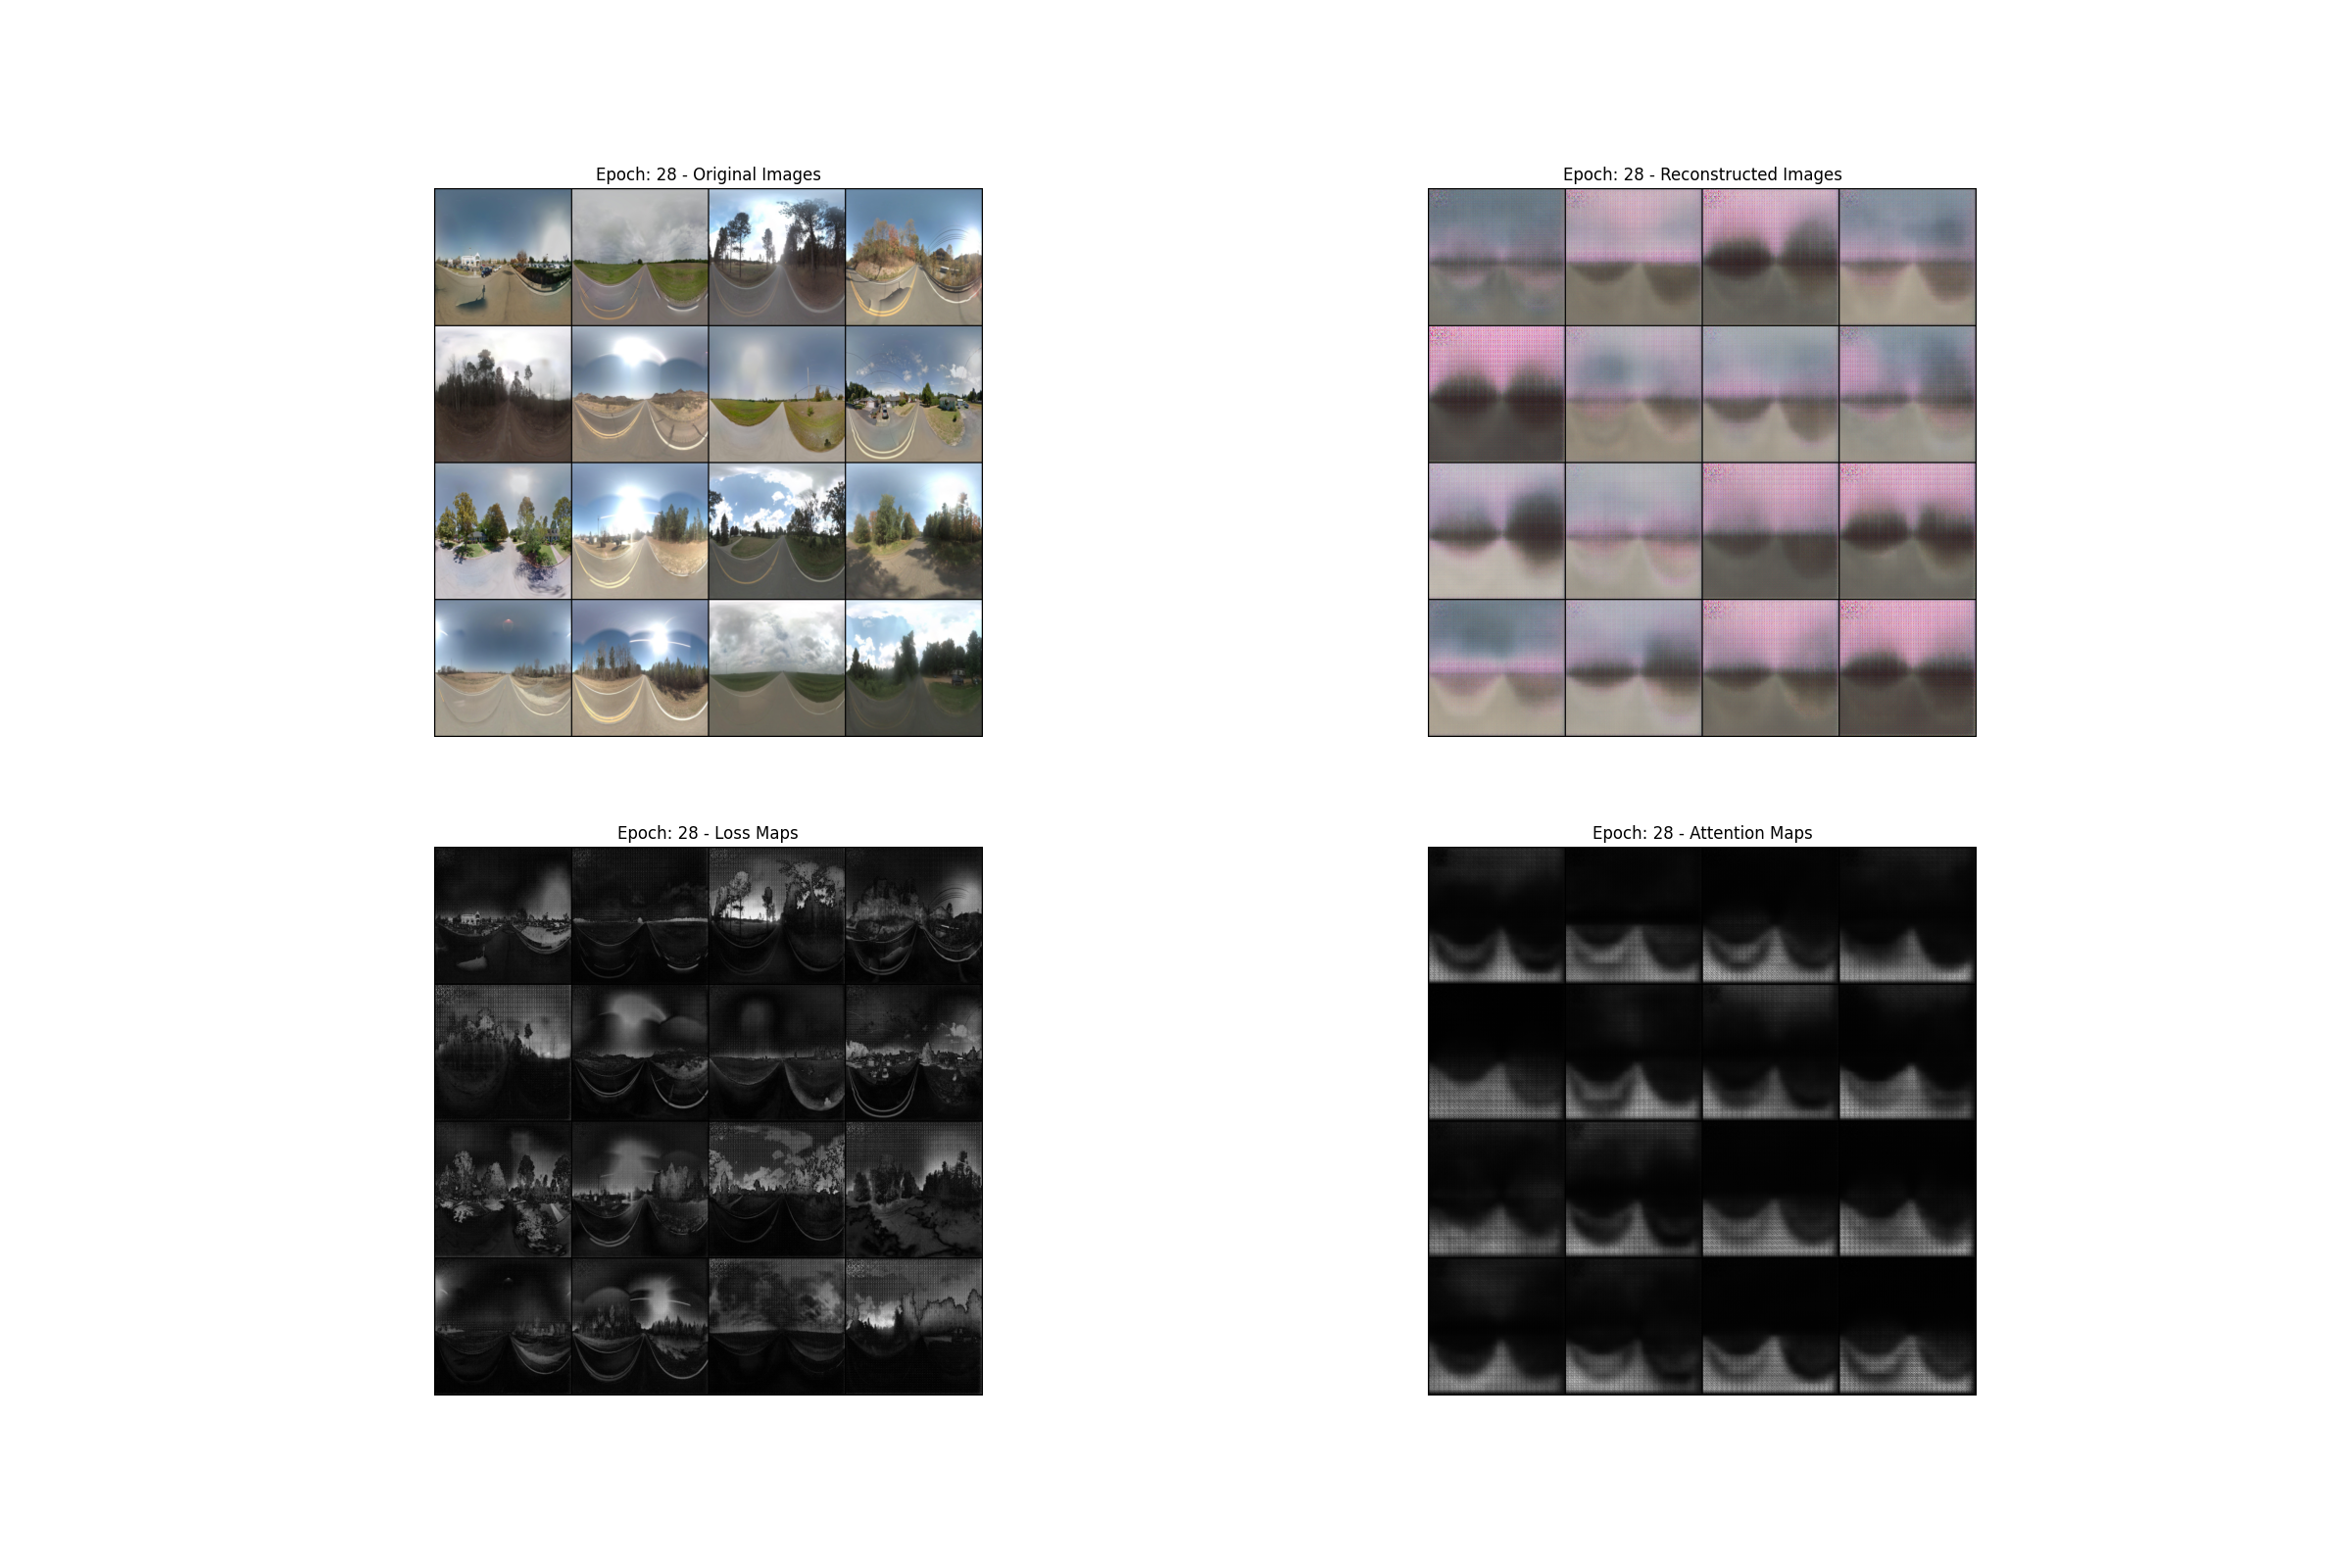 Epoch: 28 - Original Images
Epoch: 28 - Reconstructed Images
Epoch: 28 - Loss Maps
Epoch: 28 - Attention Maps